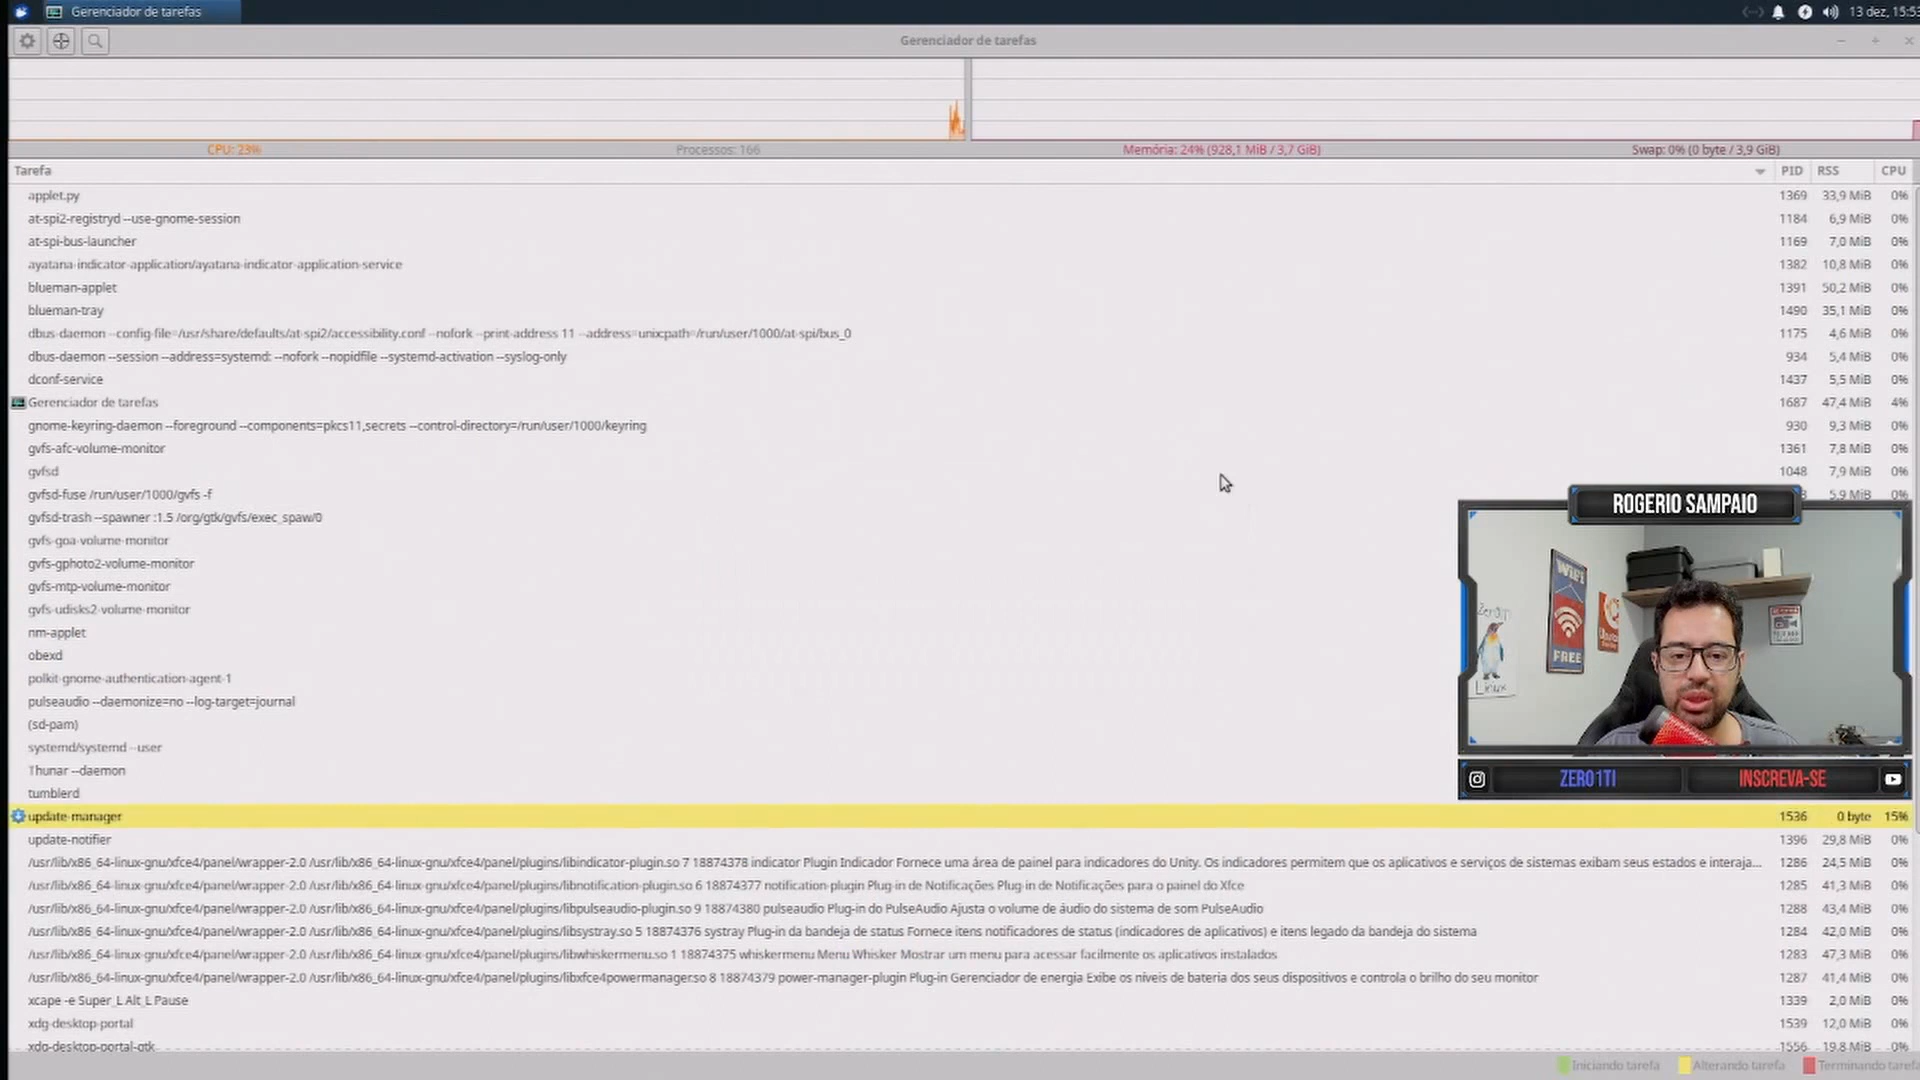 Gerenciador de tarefas
13 dez, 15:53
Gerenciador de tarefas
CPU: 23%
Processos: 166
Memória: 24% (928,1 MiB / 3,7 GiB)
Swap: 0% (0 byte / 3,9 GiB)
Tarefa PID RSS CPU
applet.py 1369 33,9 MiB 0%
at-spi2-registryd --use-gnome-session 1184 6,9 MiB 0%
at-spi-bus-launcher 1169 7,0 MiB 0%
ayatana-indicator-application/ayatana-indicator-application-service 1382 10,8 MiB 0%
blueman-applet 1391 50,2 MiB 0%
blueman-tray 1490 35,1 MiB 0%
dbus-daemon --config-file=/usr/share/defaults/at-spi2/accessibility.conf --nofork --print-address 11 --address=unix:path=/run/user/1000/at-spi/bus_0 1175 4,6 MiB 0%
dbus-daemon --session --address=systemd: --nofork --nopidfile --systemd-activation --syslog-only 934 5,4 MiB 0%
dconf-service 1437 5,5 MiB 0%
Gerenciador de tarefas 1687 47,4 MiB 4%
gnome-keyring-daemon --foreground --components=pkcs11,secrets --control-directory=/run/user/1000/keyring 930 9,3 MiB 0%
gvfs-afc-volume-monitor 1361 7,8 MiB 0%
gvfsd 1048 7,9 MiB 0%
gvfsd-fuse /run/user/1000/gvfs -f 5,9 MiB 0%
gvfsd-trash --spawner :1.5 /org/gtk/gvfs/exec_spaw/0
gvfs-goa-volume-monitor
gvfs-gphoto2-volume-monitor
gvfs-mtp-volume-monitor
gvfs-udisks2-volume-monitor
nm-applet
obexd
polkit-gnome-authentication-agent-1
pulseaudio --daemonize=no --log-target=journal
(sd-pam)
systemd/systemd --user
Thunar --daemon
tumblerd
update-manager 1536 0 byte 15%
update-notifier 1396 29,8 MiB 0%
/usr/lib/x86_64-linux-gnu/xfce4/panel/wrapper-2.0 /usr/lib/x86_64-linux-gnu/xfce4/panel/plugins/libindicator-plugin.so 7 18874378 indicator Plugin Indicador Fornece uma área de painel para indicadores do Unity. Os indicadores permitem que os aplicativos e serviços de sistemas exibam seus estados e interaja... 1286 24,5 MiB 0%
/usr/lib/x86_64-linux-gnu/xfce4/panel/wrapper-2.0 /usr/lib/x86_64-linux-gnu/xfce4/panel/plugins/libnotification-plugin.so 6 18874377 notification-plugin Plug-in de Notificações Plug-in de Notificações para o painel do Xfce 1285 41,3 MiB 0%
/usr/lib/x86_64-linux-gnu/xfce4/panel/wrapper-2.0 /usr/lib/x86_64-linux-gnu/xfce4/panel/plugins/libpulseaudio-plugin.so 9 18874380 pulseaudio Plug-in do PulseAudio Ajusta o volume de áudio do sistema de som PulseAudio 1288 43,4 MiB 0%
/usr/lib/x86_64-linux-gnu/xfce4/panel/wrapper-2.0 /usr/lib/x86_64-linux-gnu/xfce4/panel/plugins/libsystray.so 5 18874376 systray Plug-in da bandeja de status Fornece itens notificadores de status (indicadores de aplicativos) e itens legado da bandeja do sistema 1284 42,0 MiB 0%
/usr/lib/x86_64-linux-gnu/xfce4/panel/wrapper-2.0 /usr/lib/x86_64-linux-gnu/xfce4/panel/plugins/libwhiskermenu.so 1 18874375 whiskermenu Menu Whisker Mostrar um menu para acessar facilmente os aplicativos instalados 1283 47,3 MiB 0%
/usr/lib/x86_64-linux-gnu/xfce4/panel/wrapper-2.0 /usr/lib/x86_64-linux-gnu/xfce4/panel/plugins/libxfce4powermanager.so 8 18874379 power-manager-plugin Plug-in Gerenciador de energia Exibe os níveis de bateria dos seus dispositivos e controla o brilho do seu monitor 1287 41,4 MiB 0%
xcape -e Super_L Alt_L Pause 1339 2,0 MiB 0%
xdg-desktop-portal 1539 12,0 MiB 0%
xdg-desktop-portal-gtk 1556 19,8 MiB 0%
Iniciando tarefa
Alterando tarefa
Terminando tarefa
ROGERIO SAMPAIO
WiFi
FREE
Linux
ZERO1TI
INSCREVA-SE